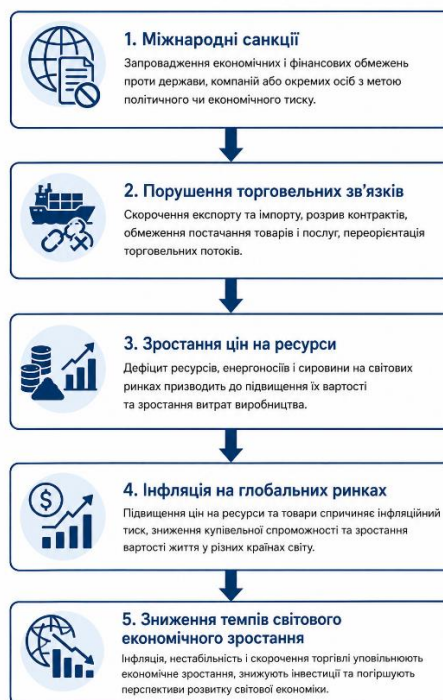 1. Міжнародні санкції
Запровадження економічних і фінансових обмежень
проти держави, компаній або окремих осіб з метою
політичного чи економічного тиску.
2. Порушення торговельних зв'язків
Скорочення експорту та імпорту, розрив контрактів,
обмеження постачання товарів і послуг, переорієнтація
торговельних потоків.
3. Зростання цін на ресурси
Дефіцит ресурсів, енергоносіїв і сировини на світових
ринках призводить до підвищення їх вартості
та зростання витрат виробництва.
4. Інфляція на глобальних ринках
Підвищення цін на ресурси та товари спричиняє інфляційний
тиск, зниження купівельної спроможності та зростання
вартості життя у різних країнах світу.
5. Зниження темпів світового
економічного зростання
Інфляція, нестабільність і скорочення торгівлі уповільнюють
економічне зростання, знижують інвестиції та погіршують
перспективи розвитку світової економіки.